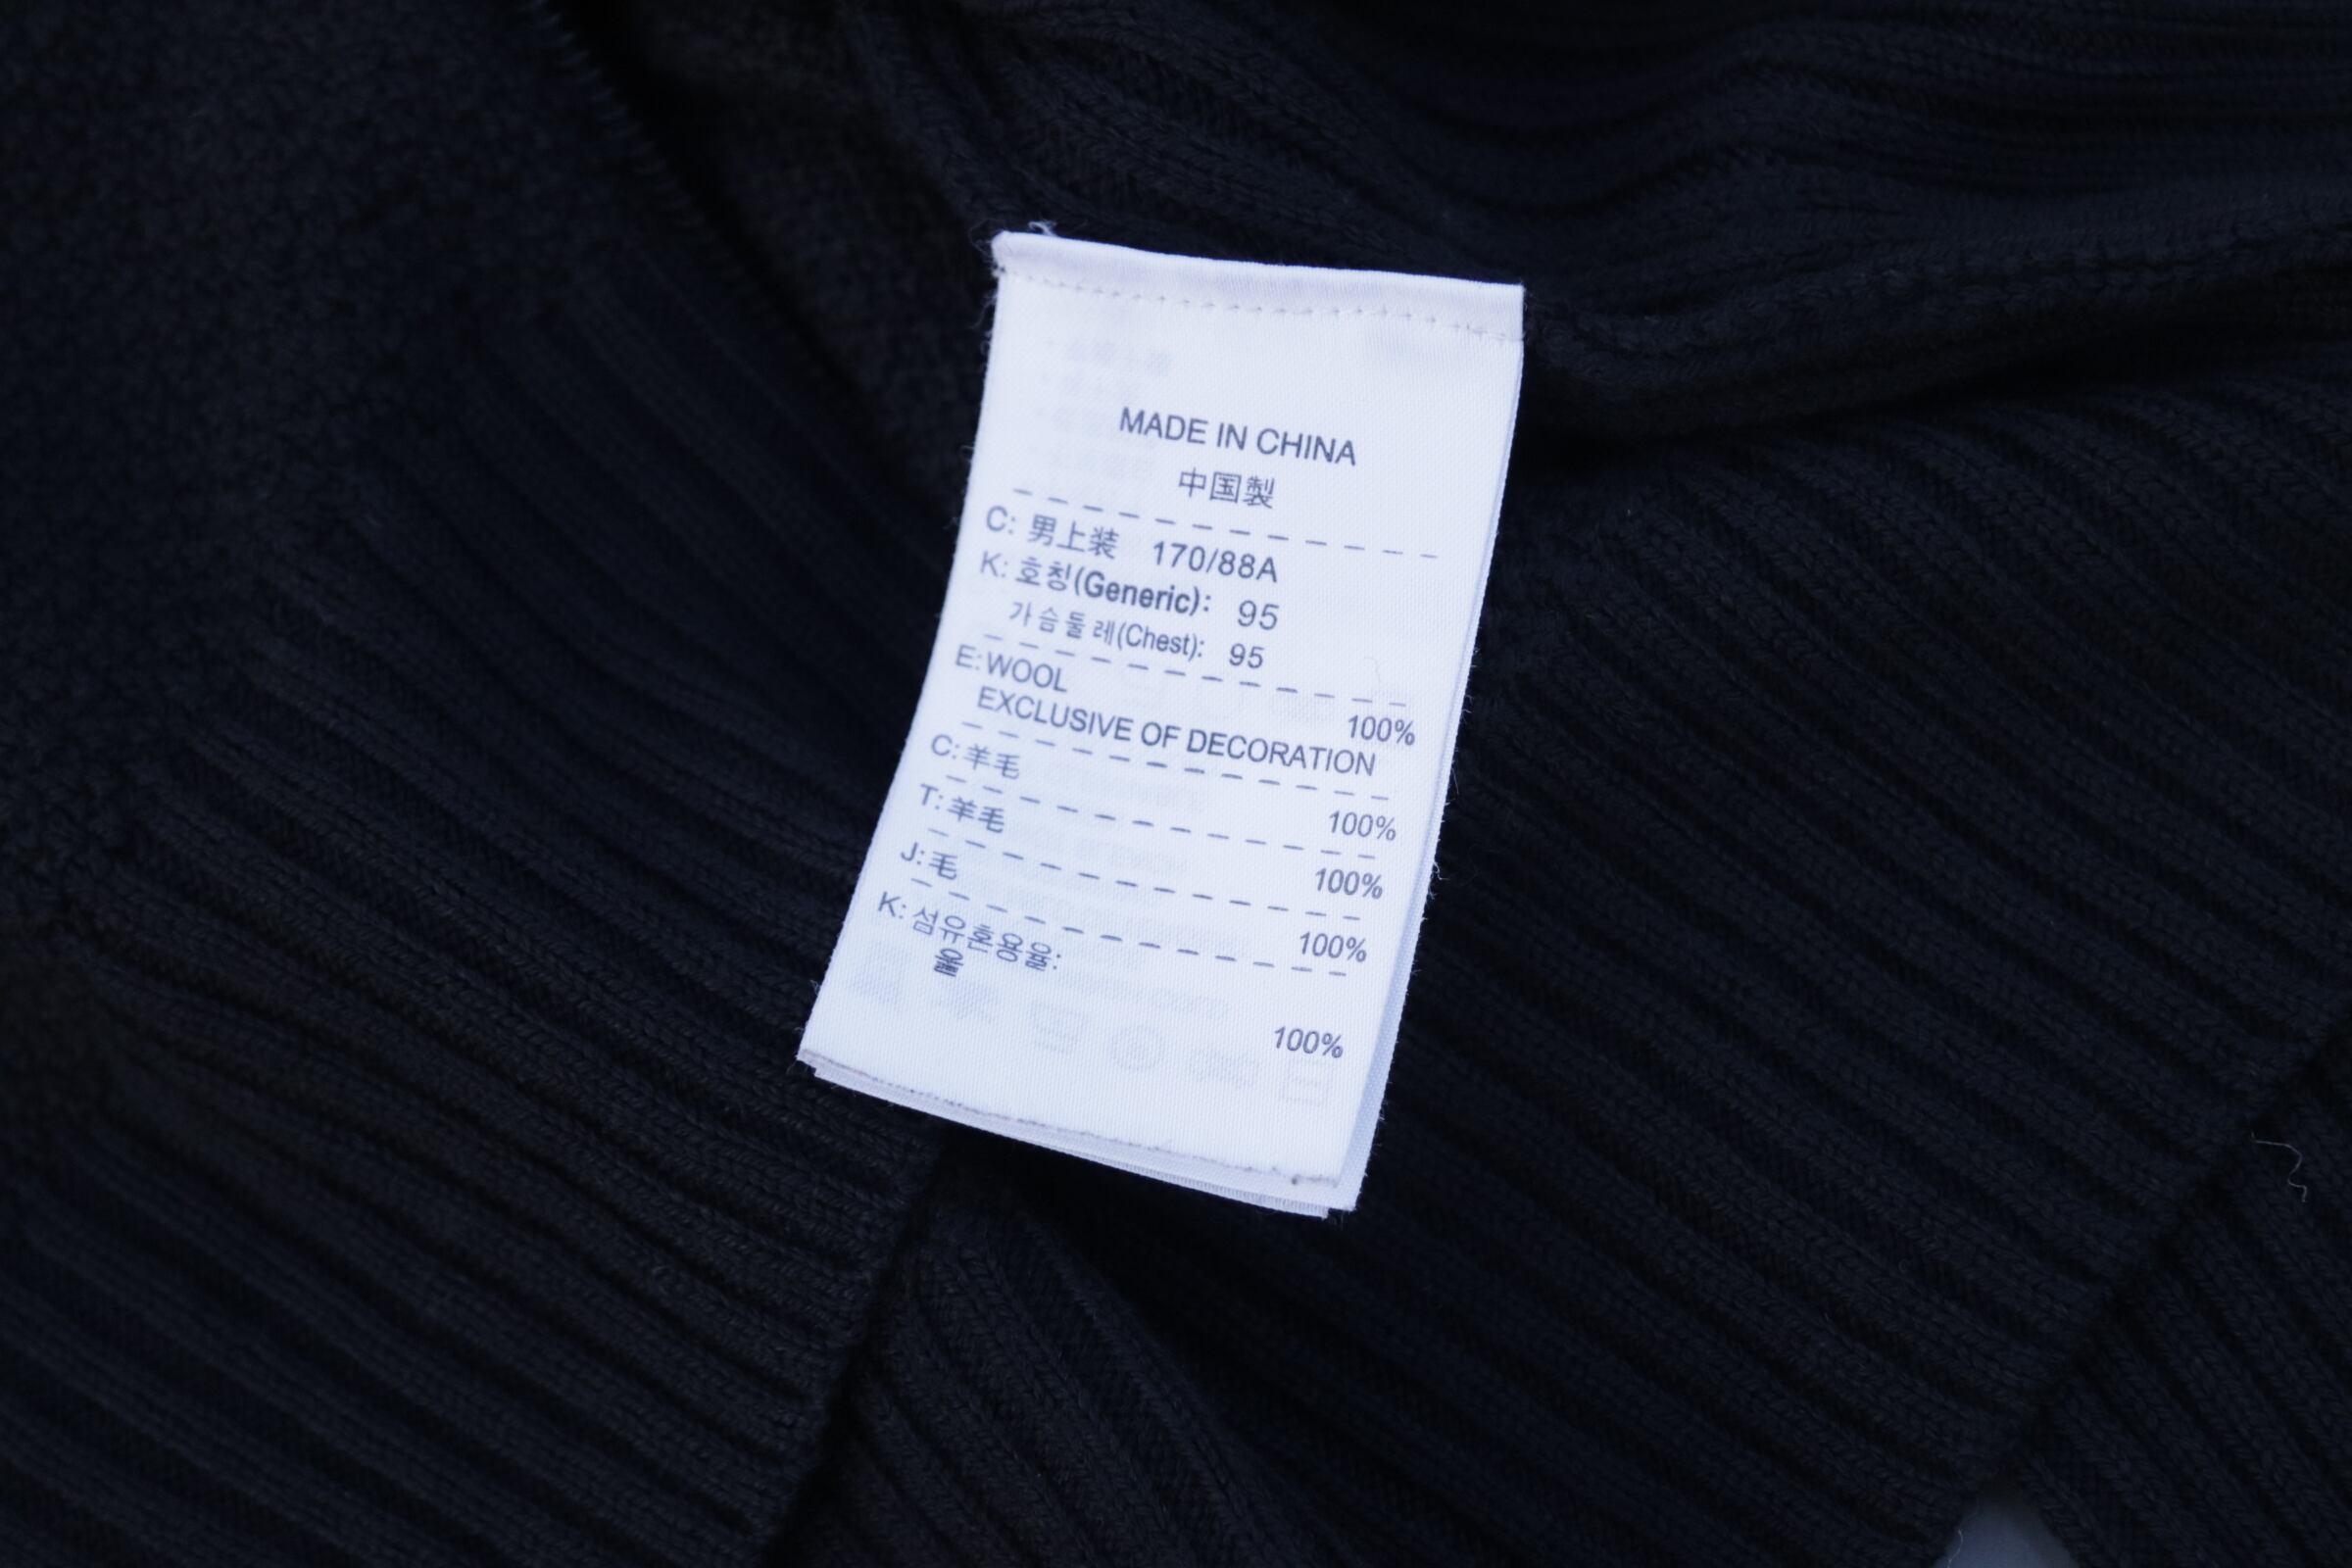 MADE IN CHINA
中国製
C: 男上装 170/88A
K: 호칭(Generic): 95
가슴둘레(Chest): 95
E:WOOL 100%
EXCLUSIVE OF DECORATION
C:羊毛 100%
T:羊毛 100%
J:毛 100%
K:섬유혼용율:
울 100%